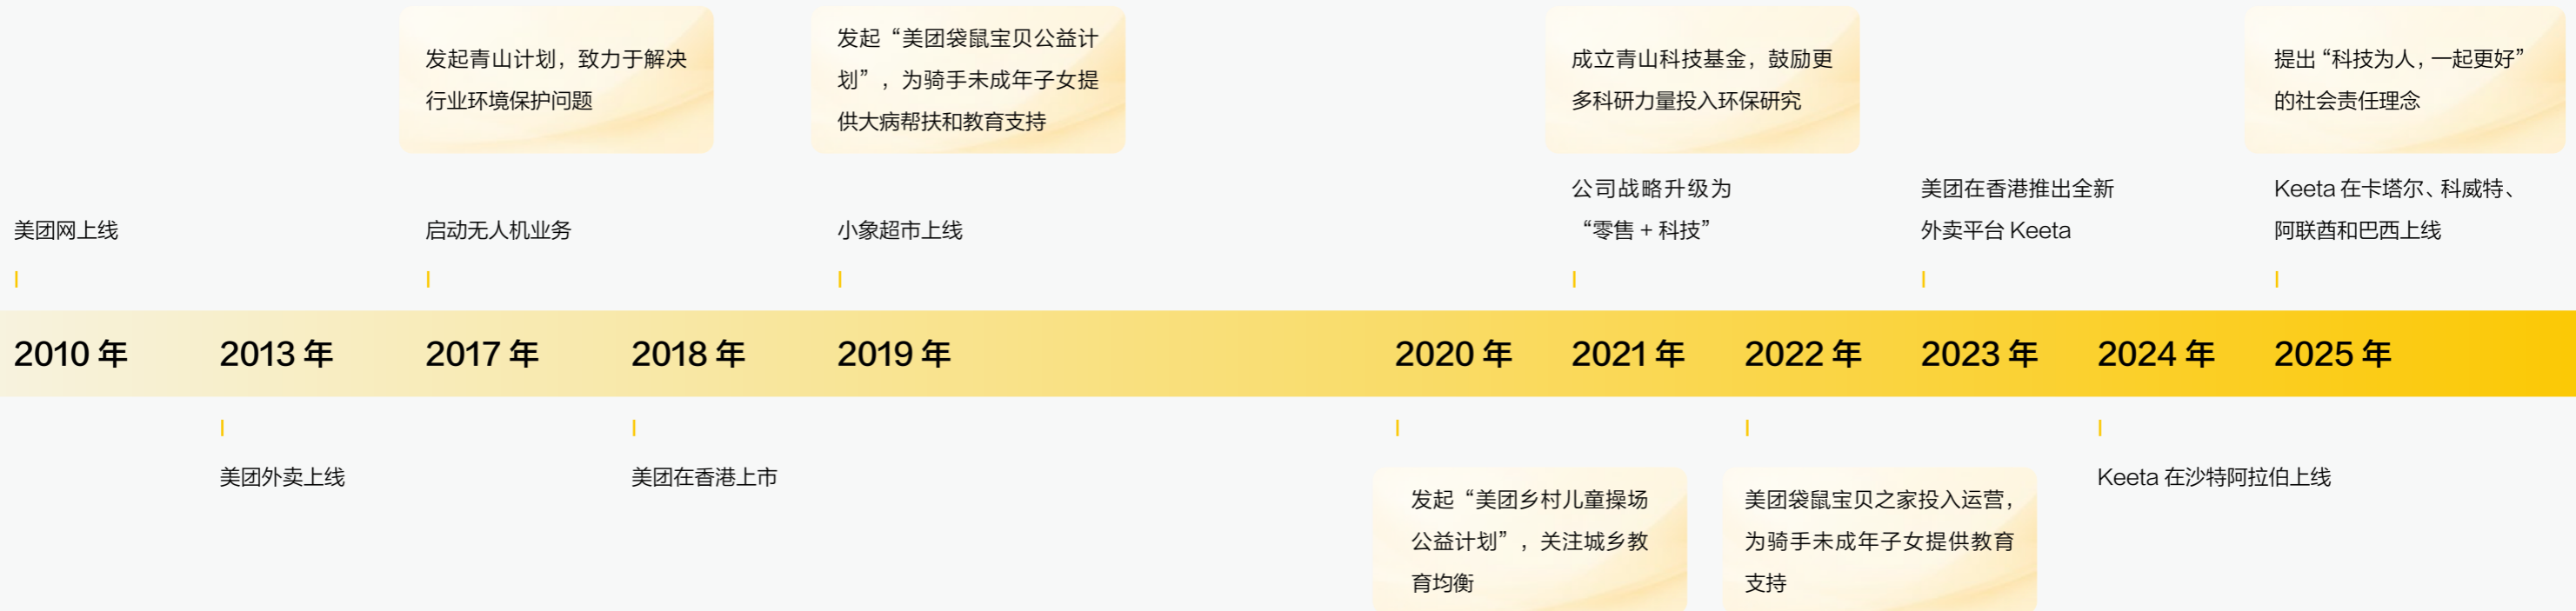 发起青山计划，致力于解决
行业环境保护问题
发起“美团袋鼠宝贝公益计
划”，为骑手未成年子女提
供大病帮扶和教育支持
成立青山科技基金，鼓励更
多科研力量投入环保研究
提出“科技为人，一起更好”
的社会责任理念
美团网上线
启动无人机业务
小象超市上线
公司战略升级为
“零售 + 科技”
美团在香港推出全新
外卖平台 Keeta
Keeta 在卡塔尔、科威特、
阿联酋和巴西上线
2010 年
2013 年
2017 年
2018 年
2019 年
2020 年
2021 年
2022 年
2023 年
2024 年
2025 年
美团外卖上线
美团在香港上市
发起“美团乡村儿童操场
公益计划”，关注城乡教
育均衡
美团袋鼠宝贝之家投入运营，
为骑手未成年子女提供教育
支持
Keeta 在沙特阿拉伯上线